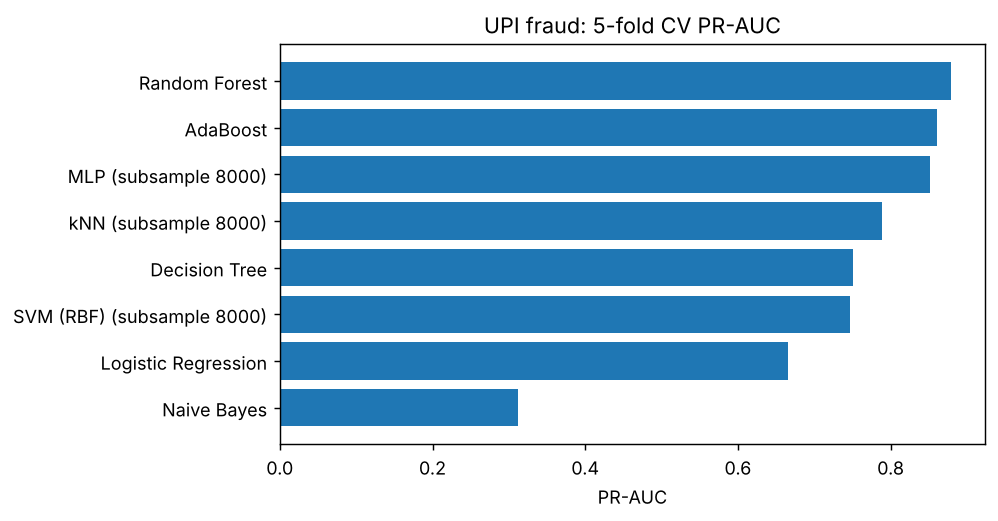 UPI fraud: 5-fold CV PR-AUC
Random Forest
AdaBoost
MLP (subsample 8000)
kNN (subsample 8000)
Decision Tree
SVM (RBF) (subsample 8000)
Logistic Regression
Naive Bayes
0.0 0.2 0.4 0.6 0.8
PR-AUC